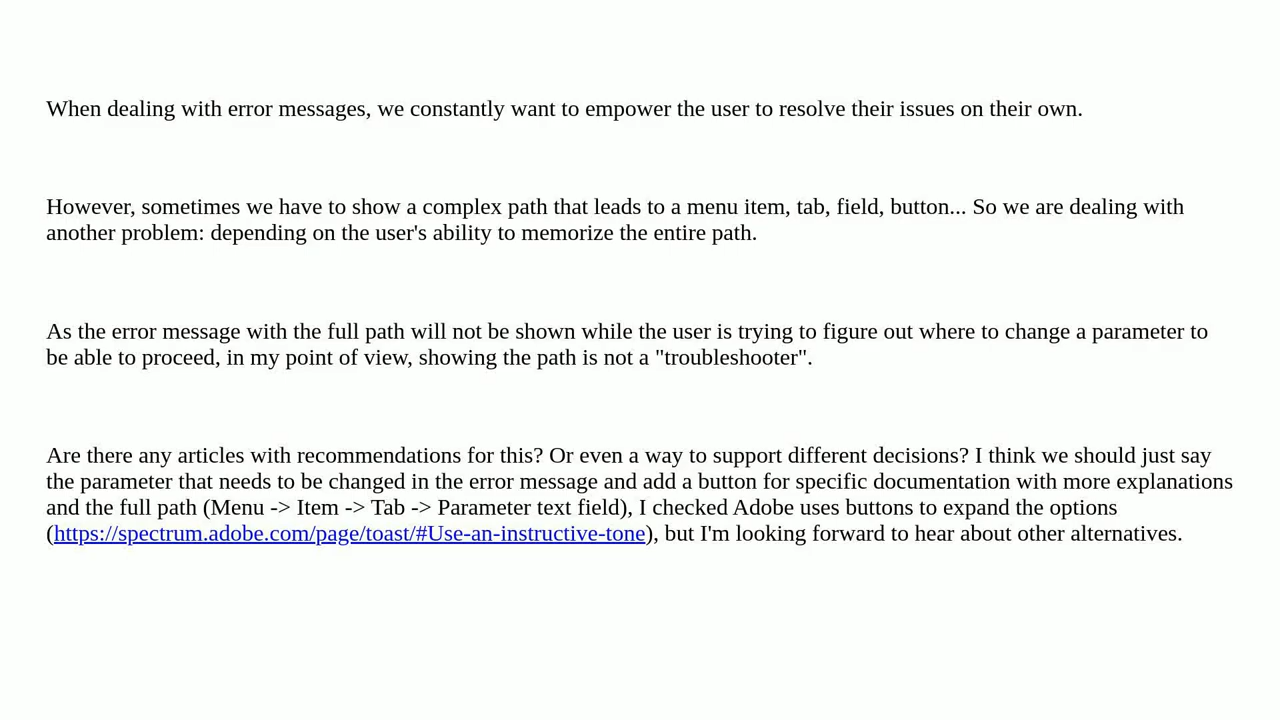 When dealing with error messages, we constantly want to empower the user to resolve their issues on their own.
However, sometimes we have to show a complex path that leads to a menu item, tab, field, button... So we are dealing with
another problem: depending on the user's ability to memorize the entire path.
As the error message with the full path will not be shown while the user is trying to figure out where to change a parameter to
be able to proceed, in my point of view, showing the path is not a "troubleshooter".
Are there any articles with recommendations for this? Or even a way to support different decisions? I think we should just say
the parameter that needs to be changed in the error message and add a button for specific documentation with more explanations
and the full path (Menu -> Item -> Tab -> Parameter text field), I checked Adobe uses buttons to expand the options
(https://spectrum.adobe.com/page/toast/#Use-an-instructive-tone), but I'm looking forward to hear about other alternatives.